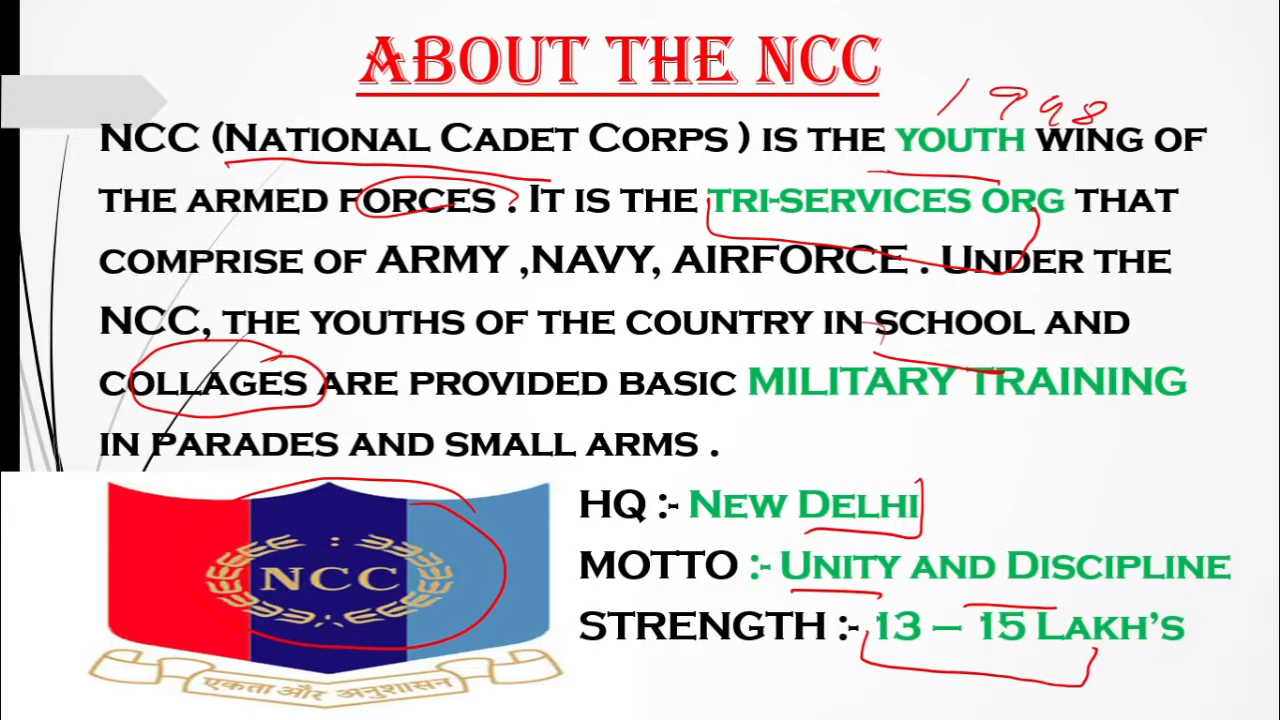 ABOUT THE NCC
1998
NCC (NATIONAL CADET CORPS ) IS THE YOUTH WING OF
THE ARMED FORCES . IT IS THE TRI-SERVICES ORG THAT
COMPRISE OF ARMY ,NAVY, AIRFORCE . UNDER THE
NCC, THE YOUTHS OF THE COUNTRY IN SCHOOL AND
COLLAGES ARE PROVIDED BASIC MILITARY TRAINING
IN PARADES AND SMALL ARMS .
HQ :- NEW DELHI
MOTTO :- UNITY AND DISCIPLINE
STRENGTH :- 13 – 15 LAKH'S
NCC
एकता और अनुशासन